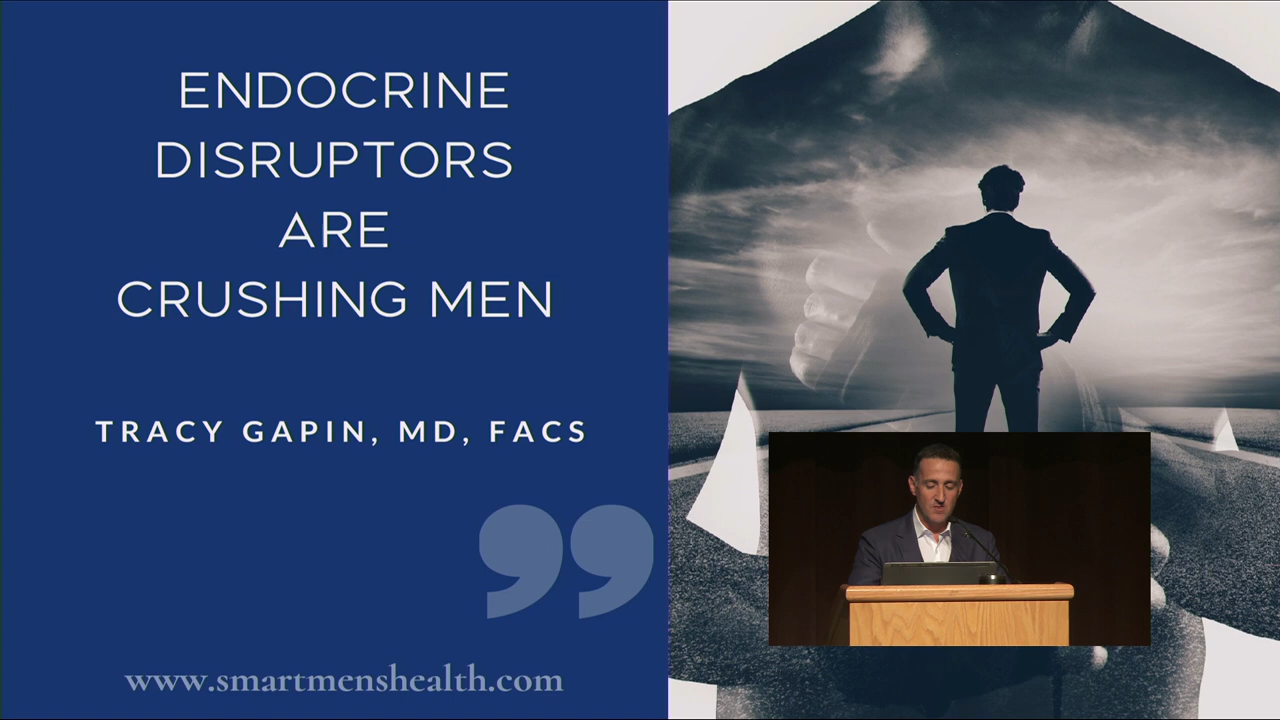 ENDOCRINE
DISRUPTORS
ARE
CRUSHING MEN
TRACY GAPIN, MD, FACS
www.smartmenshealth.com